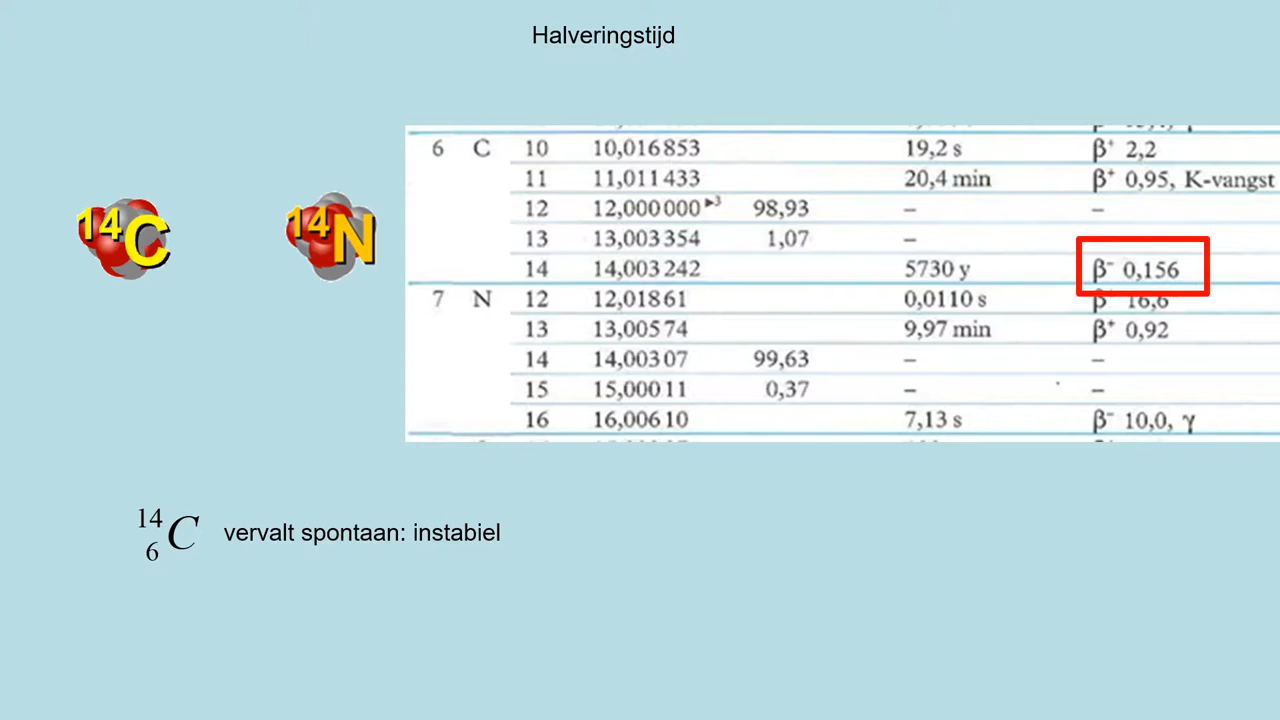 Halveringstijd
14C
14N
6 C 10 10,016853 19,2 s β+ 2,2
11 11,011433 20,4 min β+ 0,95, K-vangst
12 12,000000 ▸3 98,93 – –
13 13,003354 1,07 –
14 14,003242 5730 y β− 0,156
7 N 12 12,01861 0,0110 s β+ 16,6
13 13,00574 9,97 min β+ 0,92
14 14,00307 99,63 – –
15 15,00011 0,37 – –
16 16,00610 7,13 s β− 10,0, γ
14 6 C vervalt spontaan: instabiel